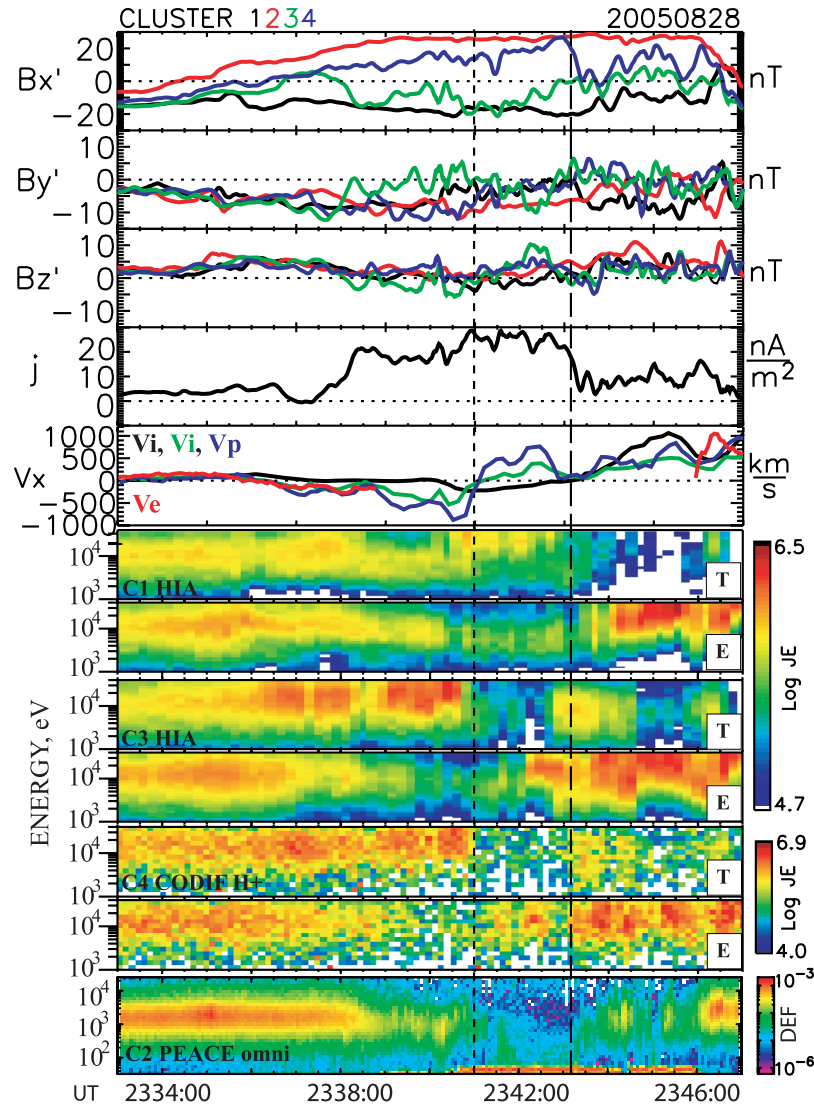 CLUSTER 1234 20050828
20
Bx' 0 nT
−20
10
By' 0 nT
−10
10
Bz' 0 nT
−10
20
j 10 nA/m2
0
1000
Vi, Vi, Vp
500
Vx 0 km/s
−500
Ve
−1000
10^4
C1 HIA T
10^3
10^4
E
10^3
10^4
C3 HIA T
10^3
10^4
E
10^3
10^4
C4 CODIF H+ T
10^3
10^4
E
10^3
10^4
10^3
10^2
C2 PEACE omni
ENERGY, eV
6.5
Log JE
4.7
6.9
Log JE
4.0
10^−3
DEF
10^−6
UT 2334:00 2338:00 2342:00 2346:00